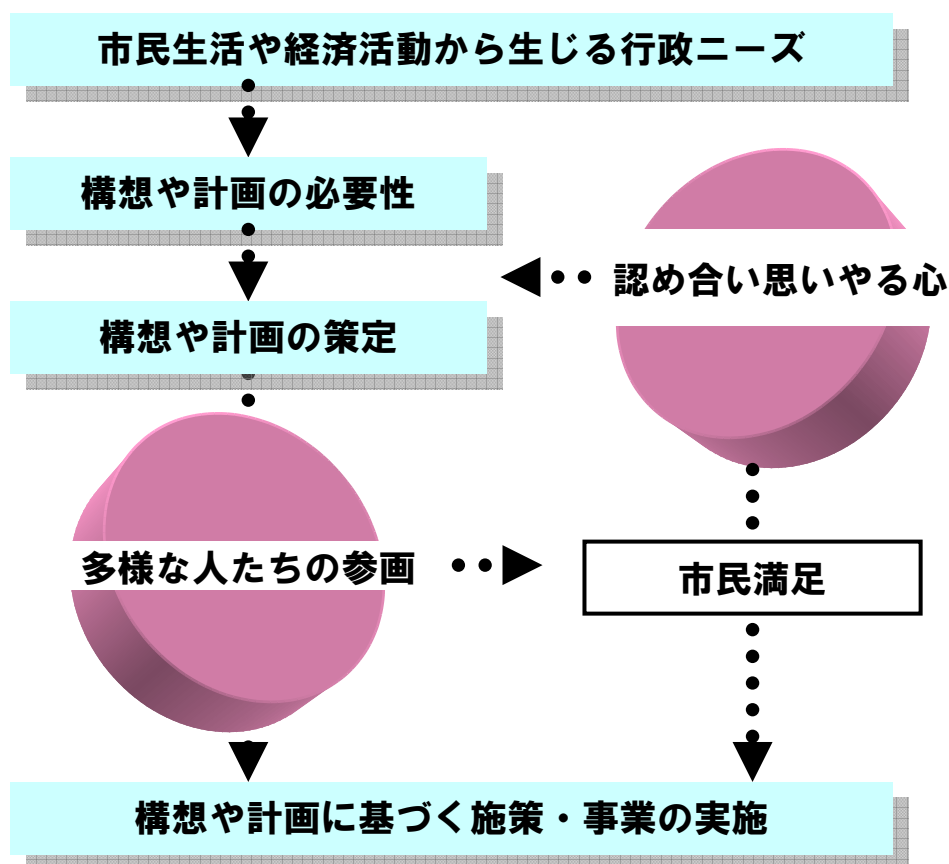 市民生活や経済活動から生じる行政ニーズ
構想や計画の必要性
認め合い思いやる心
構想や計画の策定
多様な人たちの参画
市民満足
構想や計画に基づく施策・事業の実施